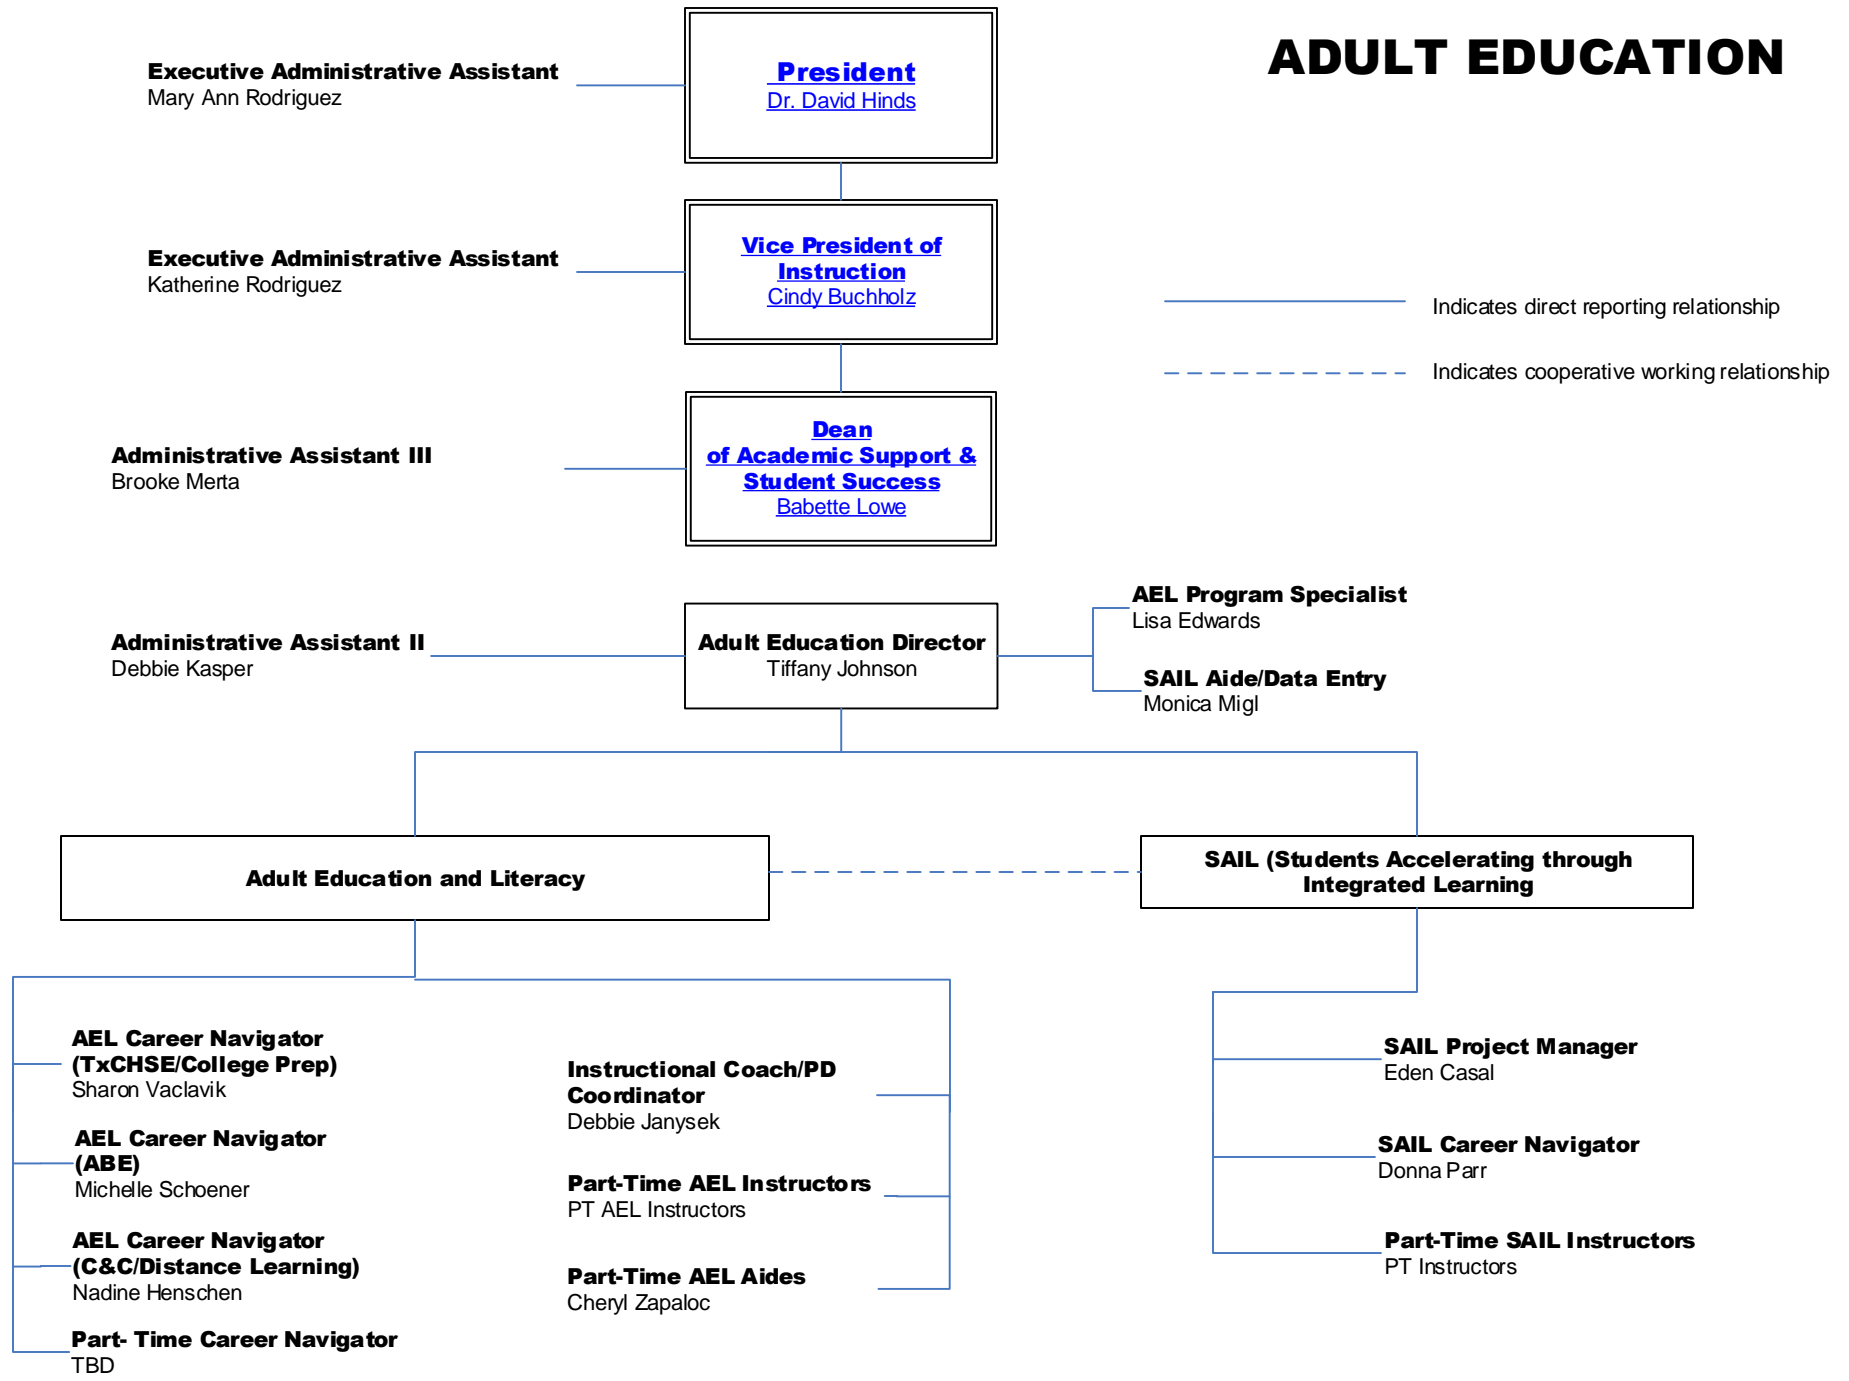 ADULT EDUCATION
Executive Administrative Assistant
Mary Ann Rodriguez
President
Dr. David Hinds
Executive Administrative Assistant
Katherine Rodriguez
Vice President of
Instruction
Cindy Buchholz
Indicates direct reporting relationship
Indicates cooperative working relationship
Administrative Assistant III
Brooke Merta
Dean
of Academic Support &
Student Success
Babette Lowe
Administrative Assistant II
Debbie Kasper
Adult Education Director
Tiffany Johnson
AEL Program Specialist
Lisa Edwards
SAIL Aide/Data Entry
Monica Migl
Adult Education and Literacy
SAIL (Students Accelerating through
Integrated Learning
AEL Career Navigator
(TxCHSE/College Prep)
Sharon Vaclavik
AEL Career Navigator
(ABE)
Michelle Schoener
AEL Career Navigator
(C&C/Distance Learning)
Nadine Henschen
Part- Time Career Navigator
TBD
Instructional Coach/PD
Coordinator
Debbie Janysek
Part-Time AEL Instructors
PT AEL Instructors
Part-Time AEL Aides
Cheryl Zapaloc
SAIL Project Manager
Eden Casal
SAIL Career Navigator
Donna Parr
Part-Time SAIL Instructors
PT Instructors